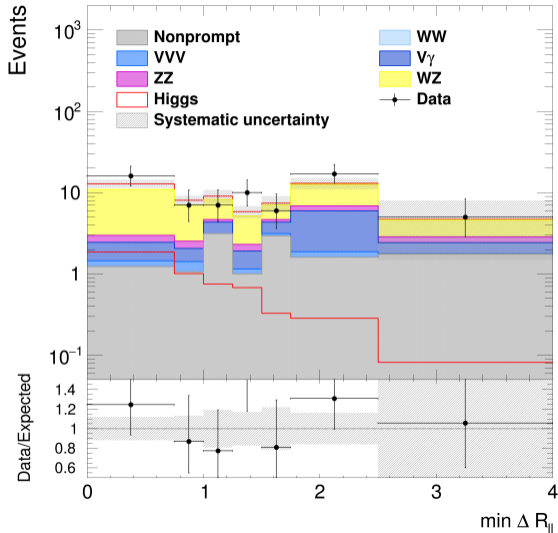 Events
10³
10²
10
1
10⁻¹
Nonprompt
VVV
ZZ
Higgs
Systematic uncertainty
WW
Vγ
WZ
Data
Data/Expected
1.4
1.2
1
0.8
0.6
0 1 2 3 4
min Δ R_ll